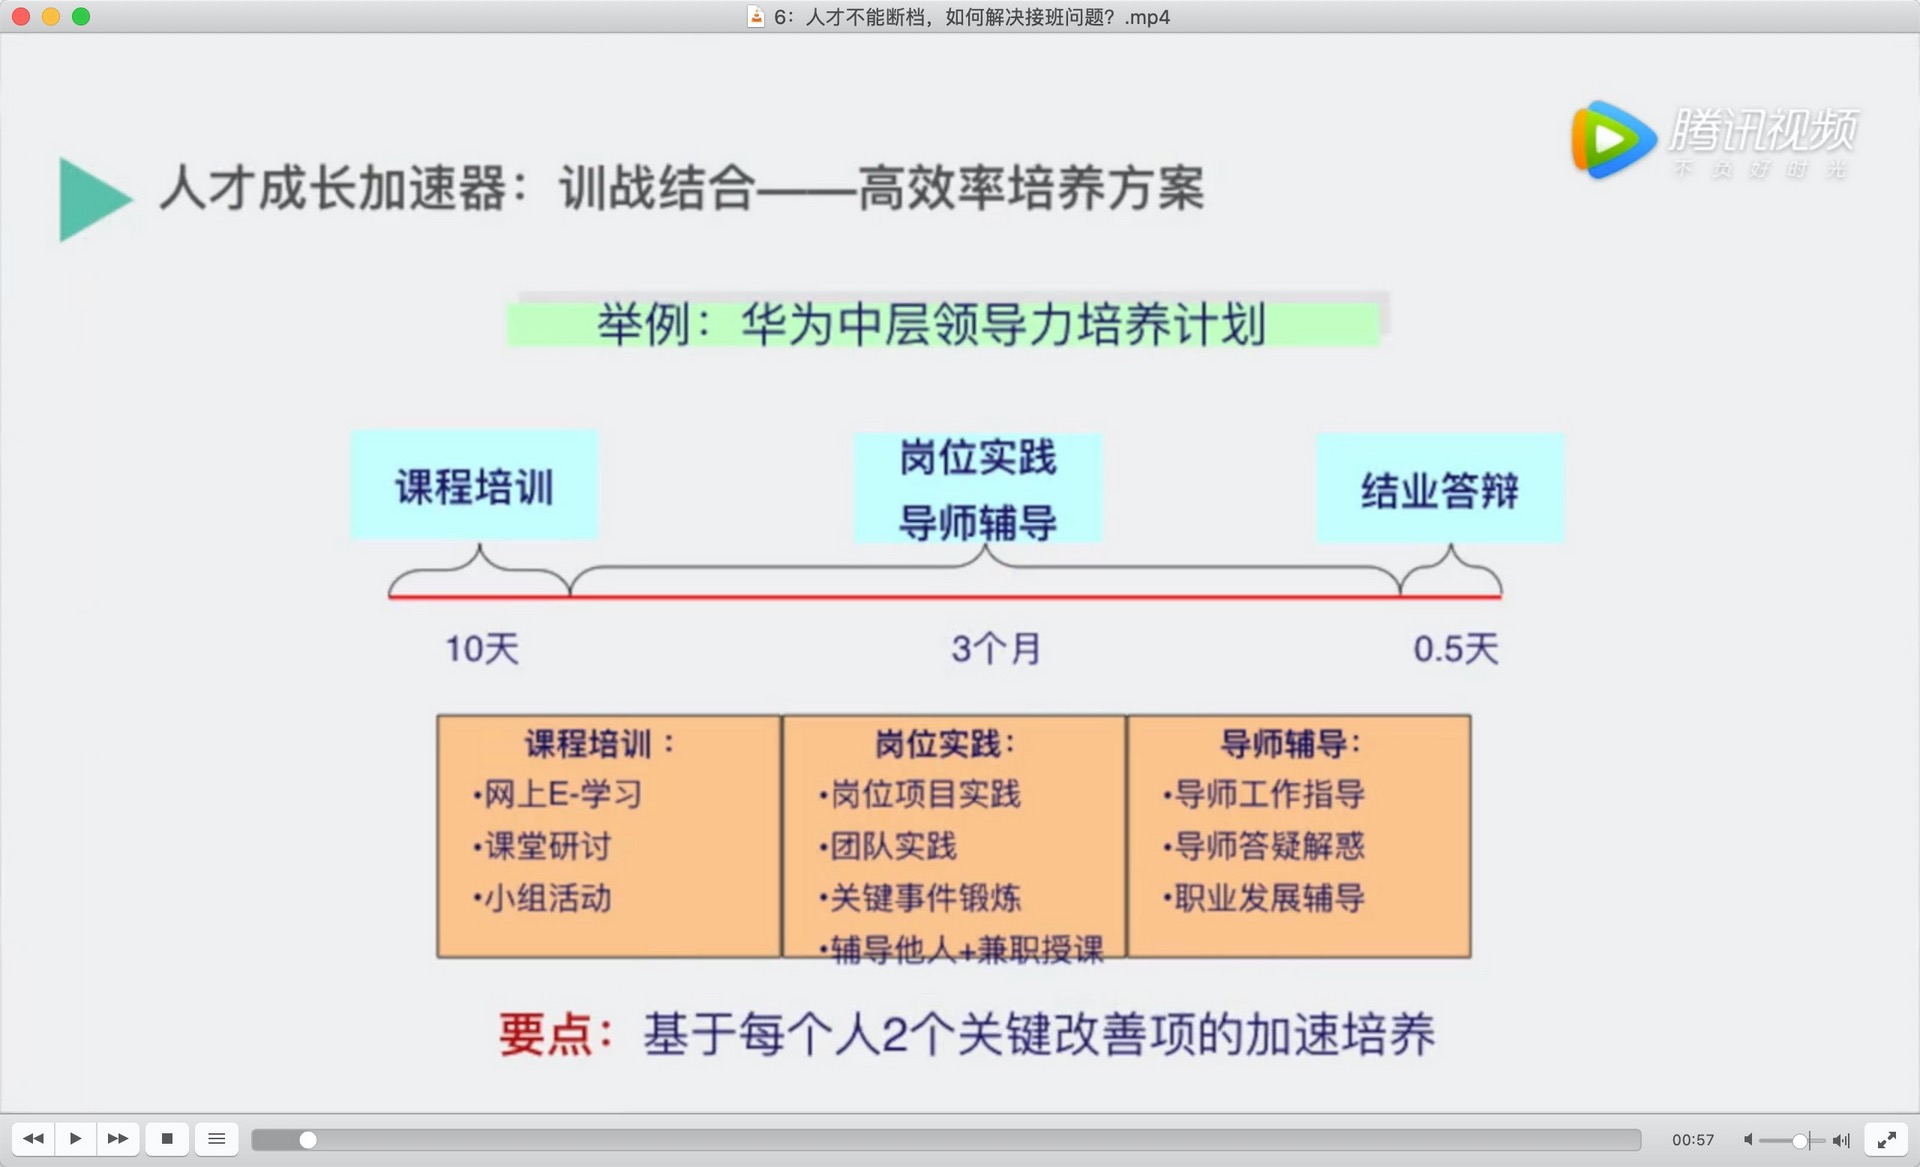 6：人才不能断档，如何解决接班问题？.mp4
腾讯视频
不负好时光
人才成长加速器：训战结合——高效率培养方案
举例：华为中层领导力培养计划
课程培训
岗位实践
导师辅导
结业答辩
10天
3个月
0.5天
课程培训：
•网上E-学习
•课堂研讨
•小组活动
岗位实践：
•岗位项目实践
•团队实践
•关键事件锻炼
•辅导他人+兼职授课
导师辅导：
•导师工作指导
•导师答疑解惑
•职业发展辅导
要点：基于每个人2个关键改善项的加速培养
00:57